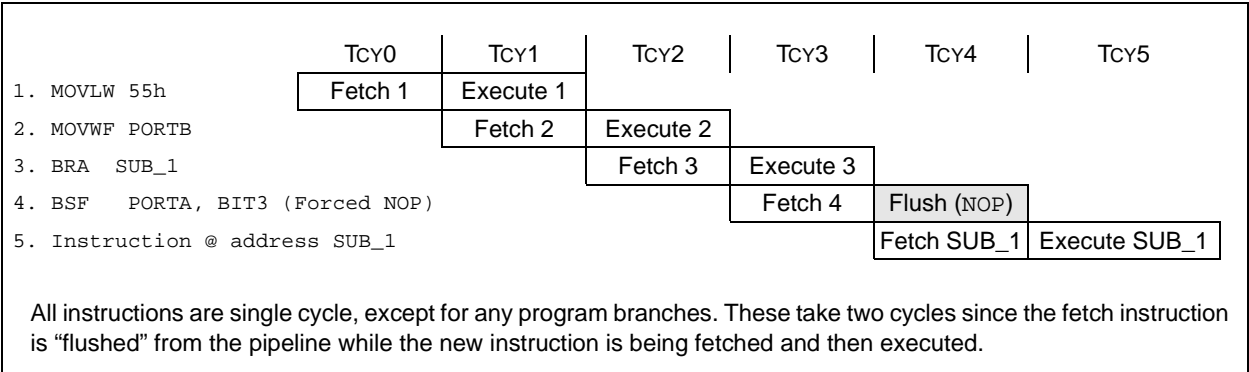 TCY0 TCY1 TCY2 TCY3 TCY4 TCY5
1. MOVLW 55h Fetch 1 Execute 1
2. MOVWF PORTB Fetch 2 Execute 2
3. BRA SUB_1 Fetch 3 Execute 3
4. BSF PORTA, BIT3 (Forced NOP) Fetch 4 Flush (NOP)
5. Instruction @ address SUB_1 Fetch SUB_1 Execute SUB_1
All instructions are single cycle, except for any program branches. These take two cycles since the fetch instruction
is “flushed” from the pipeline while the new instruction is being fetched and then executed.